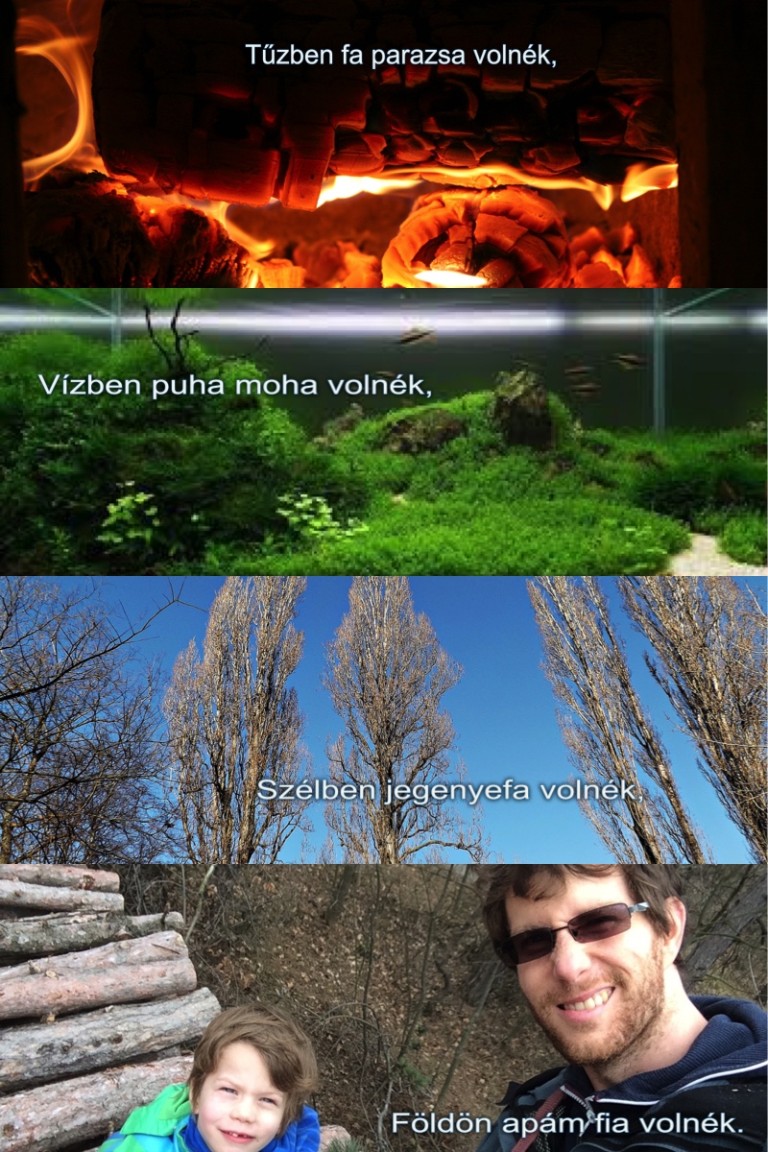 Tűzben fa parazsa volnék,
Vízben puha moha volnék,
Szélben jegenyefa volnék,
Földön apám fia volnék.